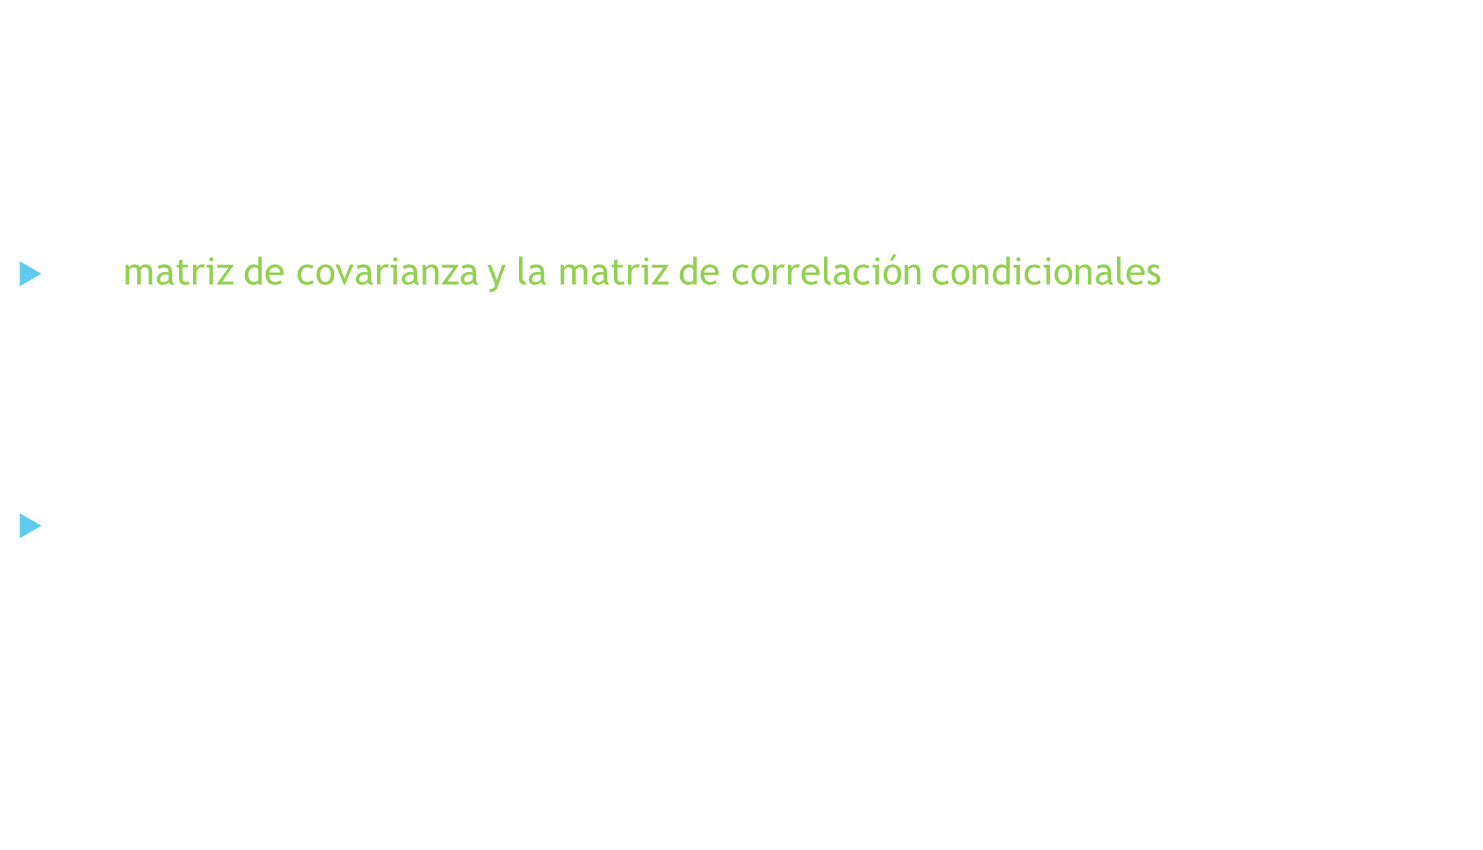 matriz de covarianza y la matriz de correlación condicionales